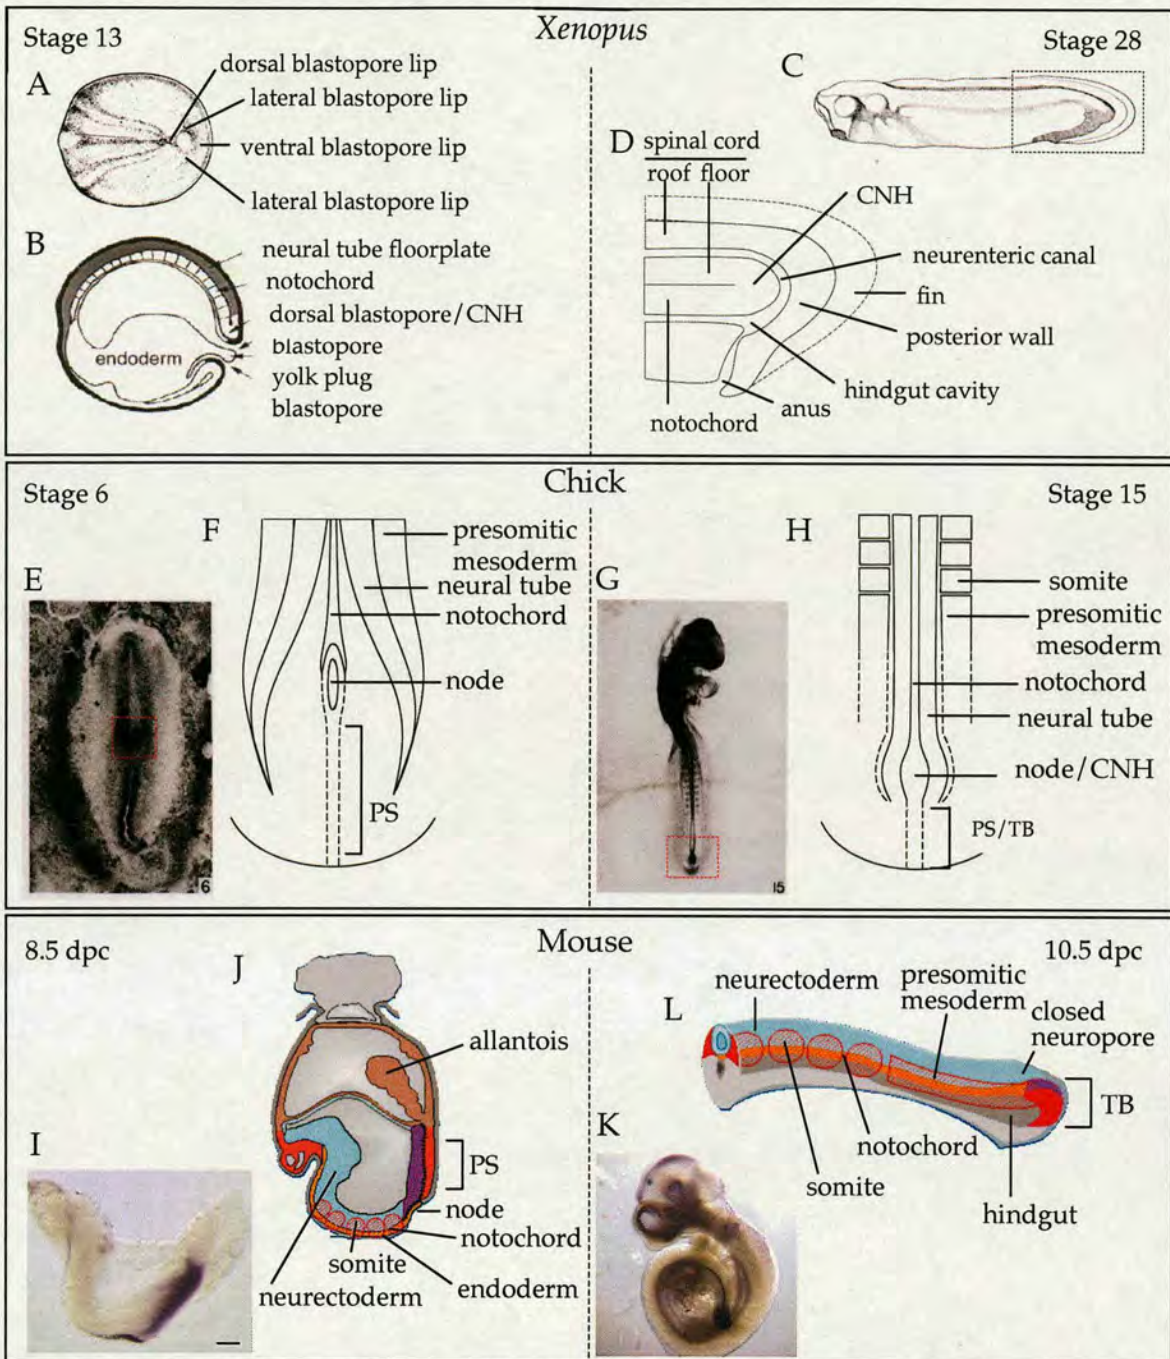 Xenopus
Stage 13
Stage 28
A
dorsal blastopore lip
lateral blastopore lip
ventral blastopore lip
lateral blastopore lip
B
neural tube floorplate
notochord
dorsal blastopore/CNH
blastopore
yolk plug
blastopore
endoderm
C
D
spinal cord
roof floor
CNH
neurenteric canal
fin
posterior wall
hindgut cavity
anus
notochord
Chick
Stage 6
Stage 15
E
6
F
presomitic
mesoderm
neural tube
notochord
node
PS
G
15
H
somite
presomitic
mesoderm
notochord
neural tube
node/CNH
PS/TB
Mouse
8.5 dpc
10.5 dpc
I
J
allantois
PS
node
notochord
somite
endoderm
neurectoderm
K
L
neurectoderm
presomitic
mesoderm
closed
neuropore
TB
notochord
somite
hindgut